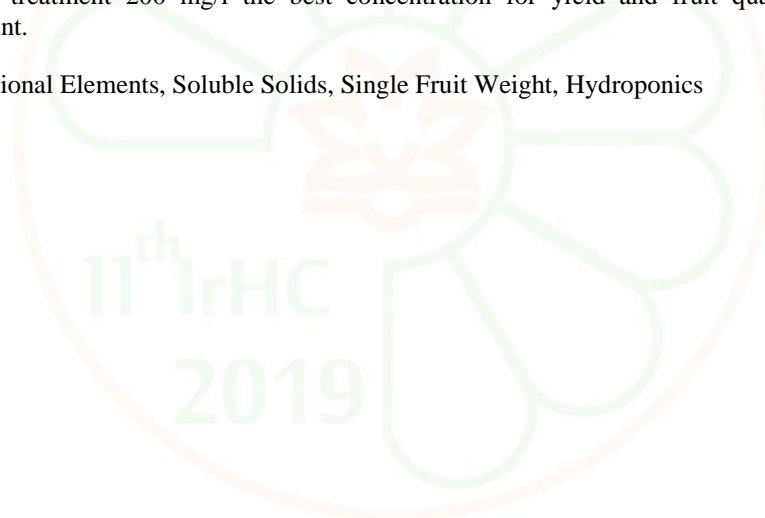 treatment 200 mg/l the best concentration for yield and fruit
nt.
ional Elements, Soluble Solids, Single Fruit Weight, Hydroponics
11th IrHC
2019